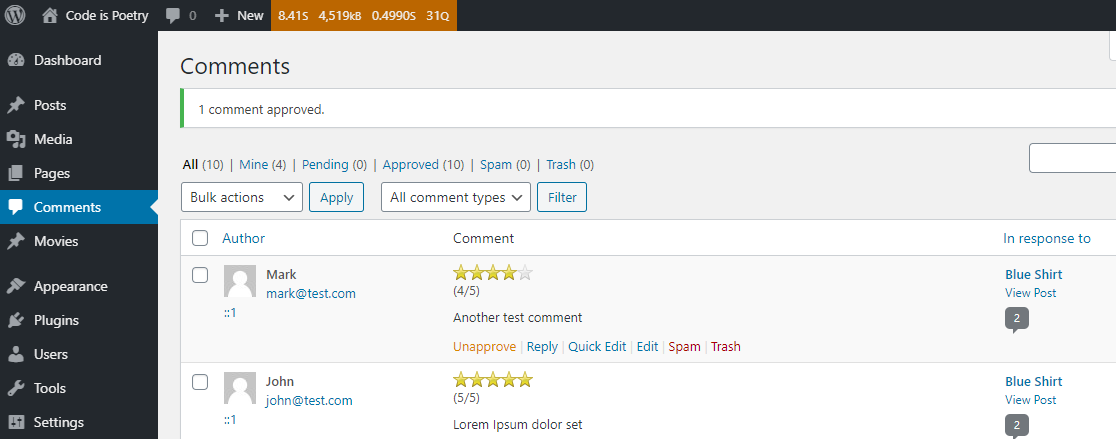 Code is Poetry 0 New 8.41S 4,519KB 0.4990S 31Q
Dashboard
Posts
Media
Pages
Comments
Movies
Appearance
Plugins
Users
Tools
Settings
Comments
1 comment approved.
All (10) | Mine (4) | Pending (0) | Approved (10) | Spam (0) | Trash (0)
Bulk actions Apply All comment types Filter
Author Comment In response to
Mark
mark@test.com
::1
(4/5)
Another test comment
Unapprove | Reply | Quick Edit | Edit | Spam | Trash
Blue Shirt
View Post
2
John
john@test.com
::1
(5/5)
Lorem Ipsum dolor set
Blue Shirt
View Post
2